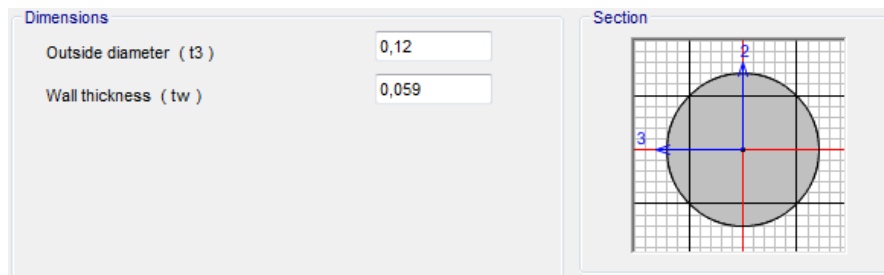 Dimensions
Outside diameter ( t3 )
0,12
Wall thickness ( tw )
0,059
Section
2
3